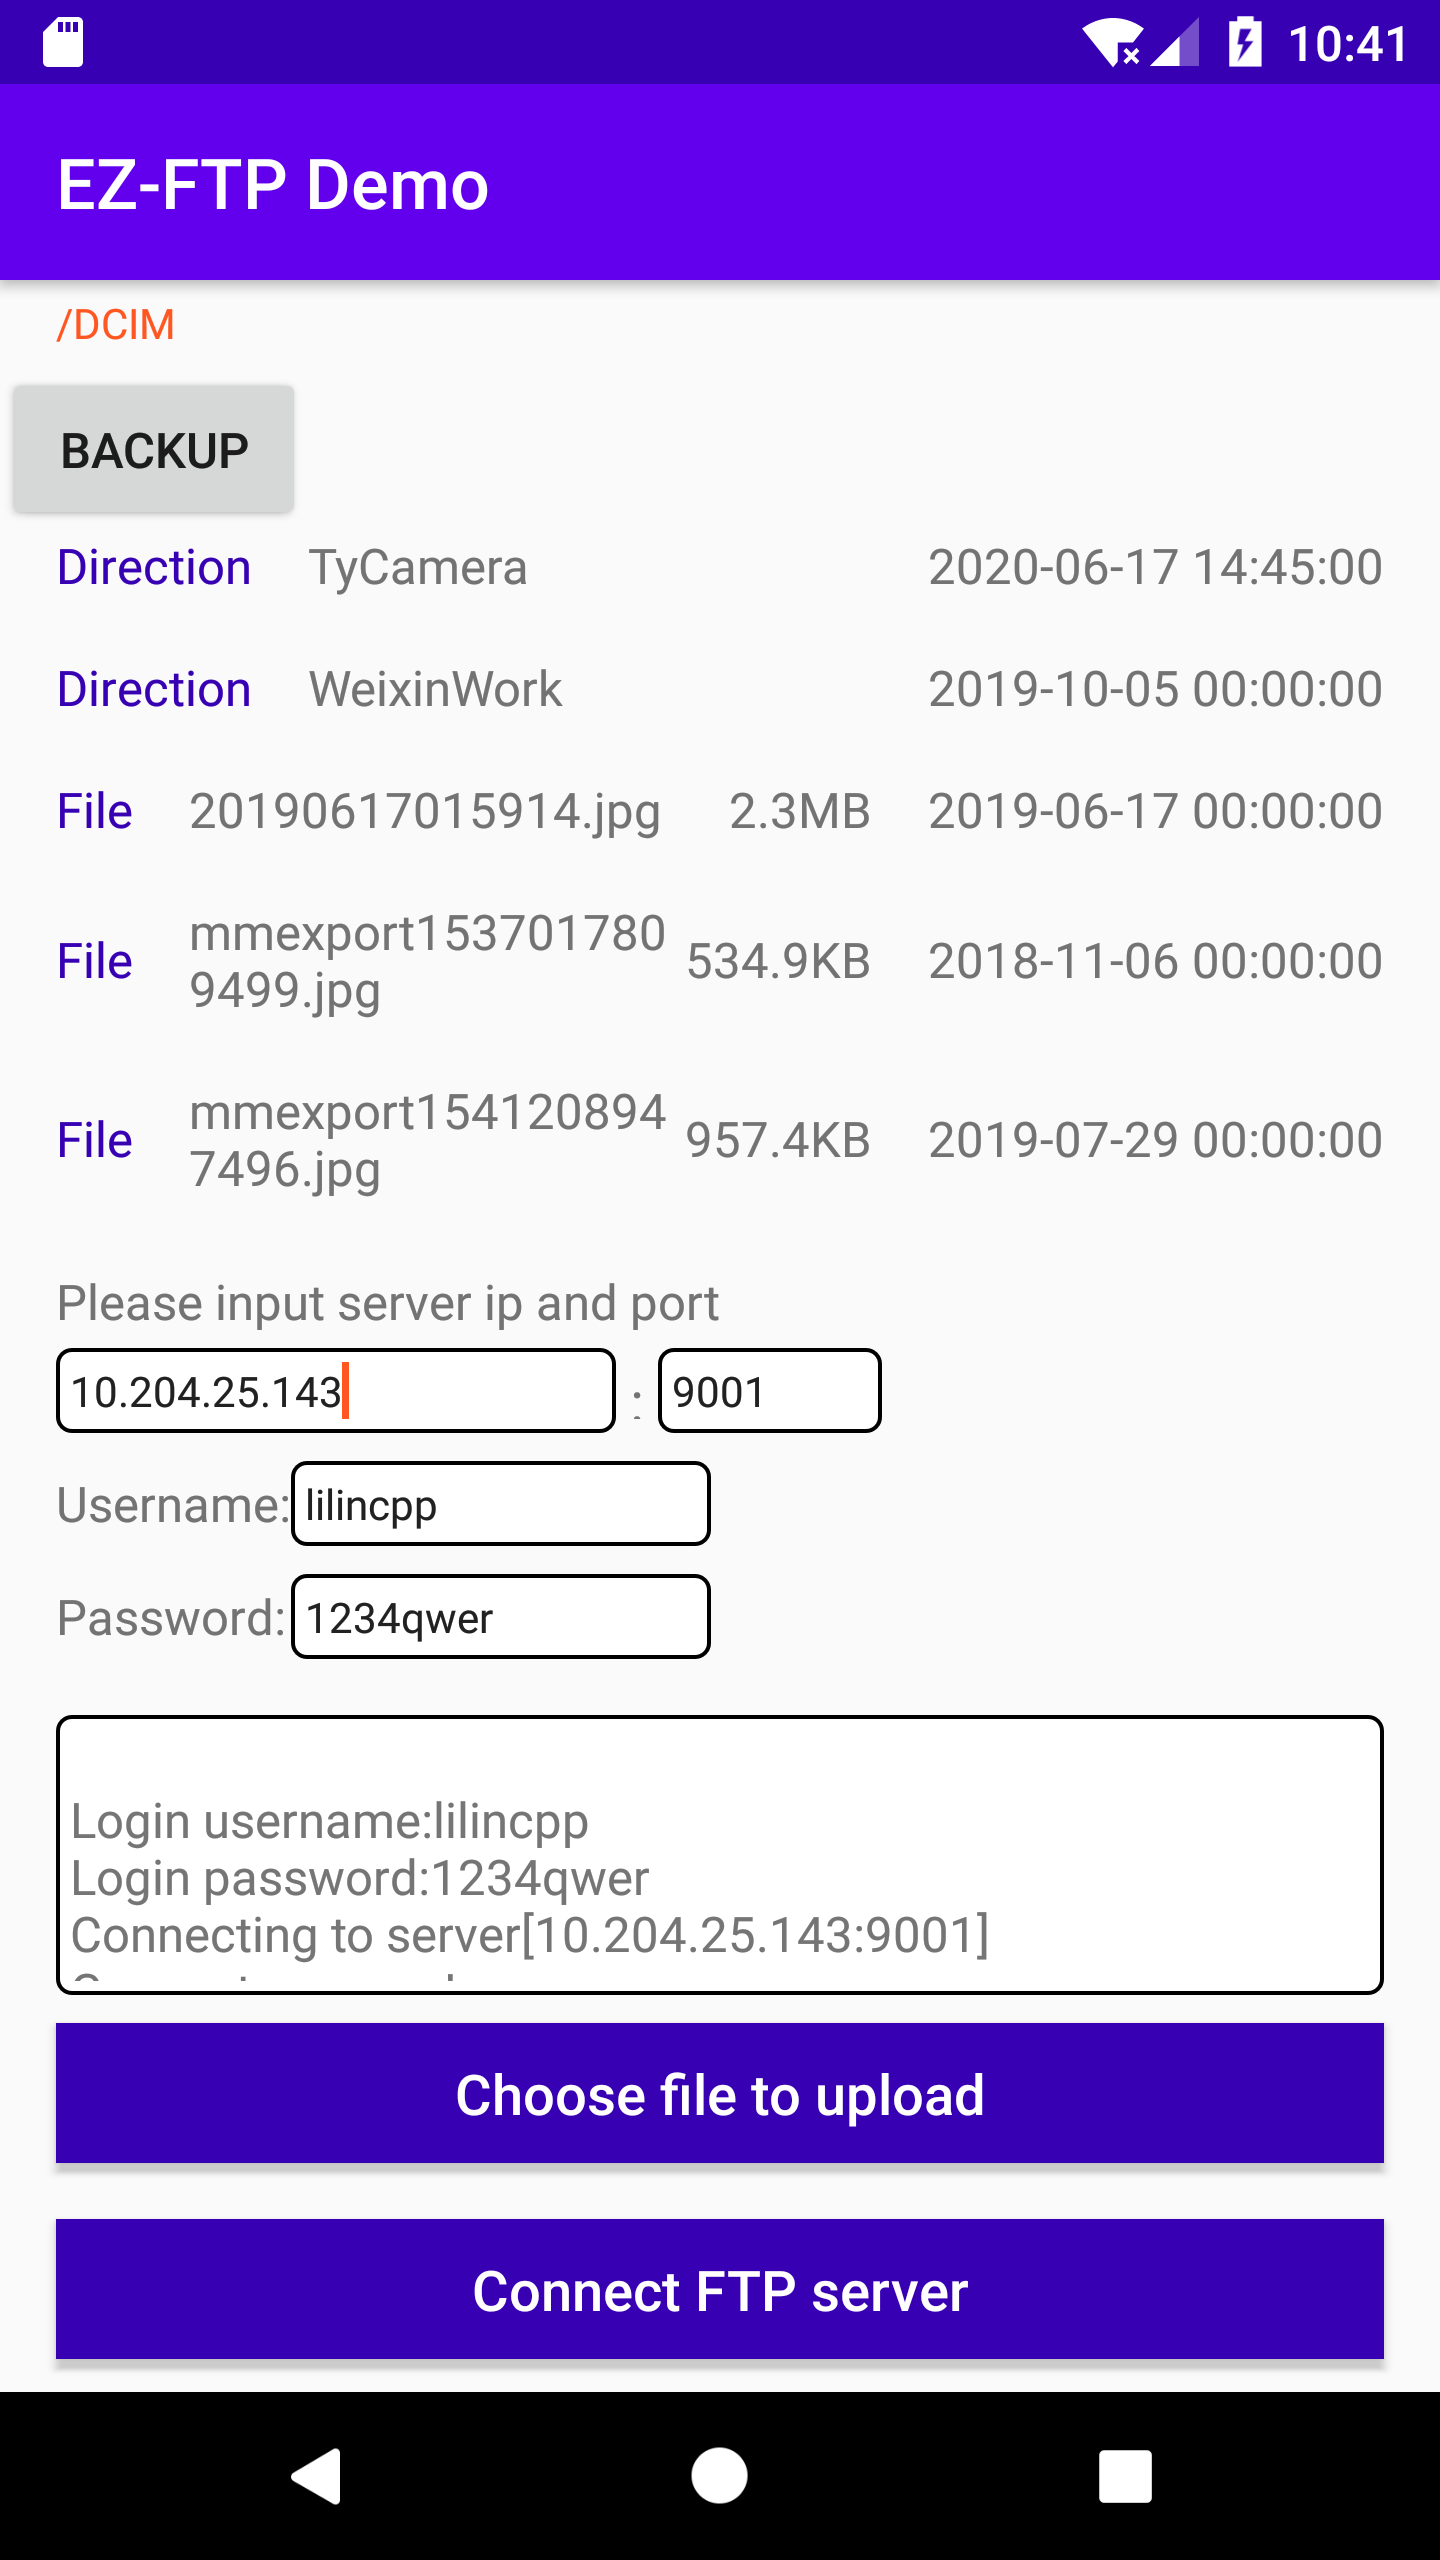 10:41
EZ-FTP Demo
/DCIM
BACKUP
Direction TyCamera 2020-06-17 14:45:00
Direction WeixinWork 2019-10-05 00:00:00
File 20190617015914.jpg 2.3MB 2019-06-17 00:00:00
mmexport153701780
File 534.9KB 2018-11-06 00:00:00
9499.jpg
mmexport154120894
File 957.4KB 2019-07-29 00:00:00
7496.jpg
Please input server ip and port
10.204.25.143 : 9001
Username: lilincpp
Password: 1234qwer
Login username:lilincpp
Login password:1234qwer
Connecting to server[10.204.25.143:9001]
Choose file to upload
Connect FTP server